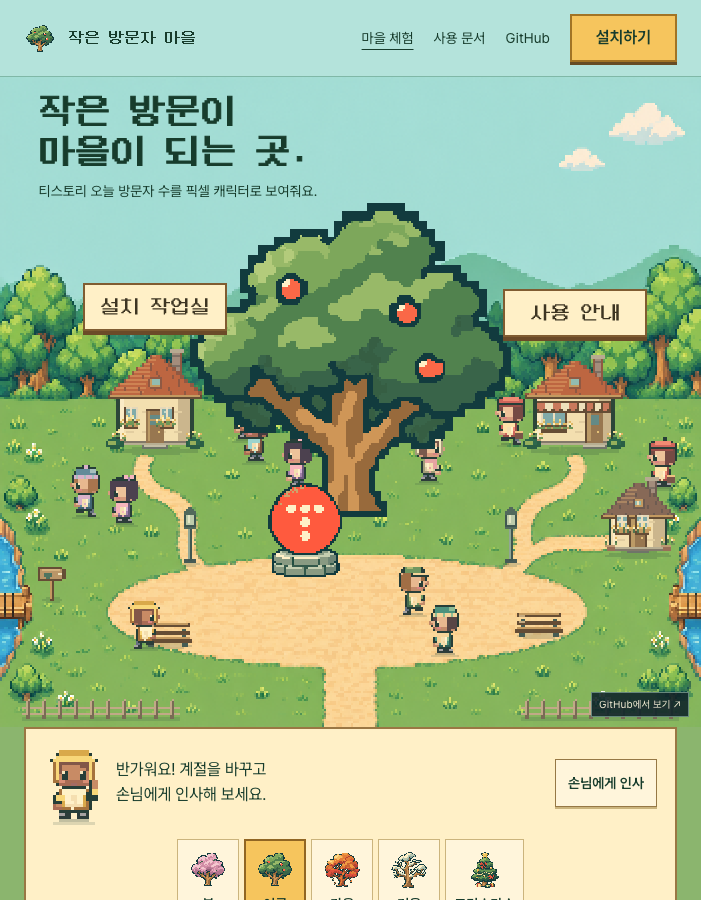 작은 방문자 마을
마을 체험
사용 문서
GitHub
설치하기
작은 방문이
마을이 되는 곳.
티스토리 오늘 방문자 수를 픽셀 캐릭터로 보여줘요.
설치 작업실
사용 안내
GitHub에서 보기 ↗
반가워요! 계절을 바꾸고
손님에게 인사해 보세요.
손님에게 인사